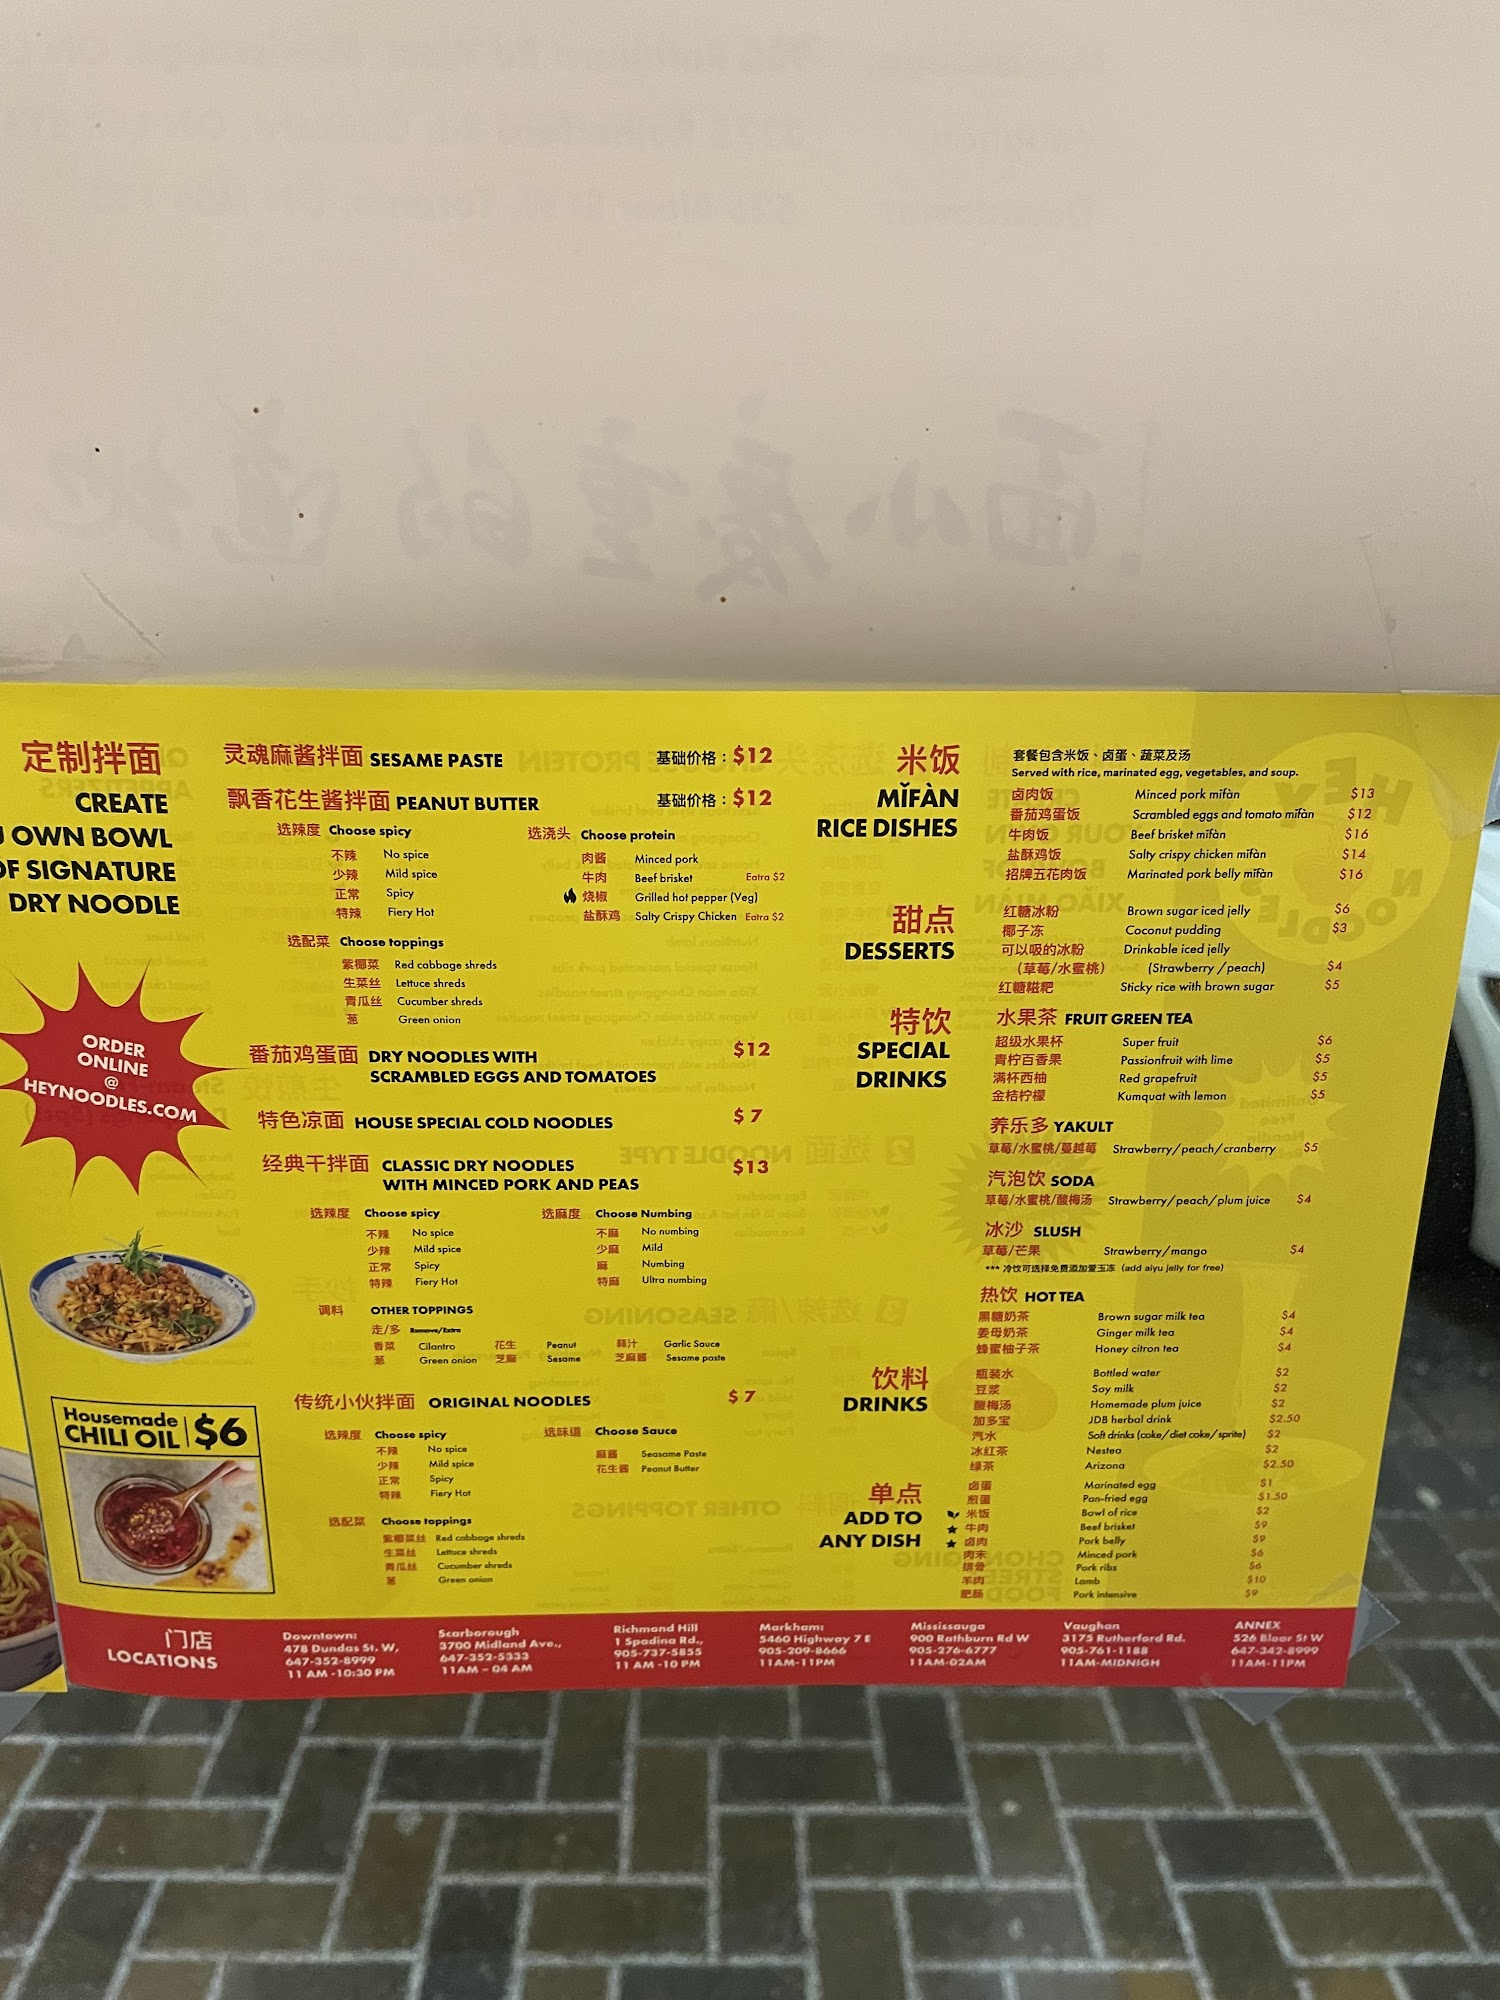 定制拌面
CREATE
OWN BOWL
OF SIGNATURE
DRY NOODLE
ORDER
ONLINE
@
HEYNOODLES.COM
Housemade
CHILI OIL $6
灵魂麻酱拌面 SESAME PASTE 基础价格：$12
飘香花生酱拌面 PEANUT BUTTER 基础价格：$12
选辣度 Choose spicy
不辣 No spice
少辣 Mild spice
正常 Spicy
特辣 Fiery Hot
选浇头 Choose protein
肉酱 Minced pork
牛肉 Beef brisket Eatra $2
烧椒 Grilled hot pepper (Veg)
盐酥鸡 Salty Crispy Chicken Eatra $2
选配菜 Choose toppings
紫椰菜 Red cabbage shreds
生菜丝 Lettuce shreds
青瓜丝 Cucumber shreds
葱 Green onion
番茄鸡蛋面 DRY NOODLES WITH $12
SCRAMBLED EGGS AND TOMATOES
特色凉面 HOUSE SPECIAL COLD NOODLES $ 7
经典干拌面 CLASSIC DRY NOODLES $13
WITH MINCED PORK AND PEAS
选辣度 Choose spicy
不辣 No spice
少辣 Mild spice
正常 Spicy
特辣 Fiery Hot
选麻度 Choose Numbing
不麻 No numbing
少麻 Mild
麻 Numbing
特麻 Ultra numbing
调料 OTHER TOPPINGS
走/多 Remove/Extra
香菜 Cilantro 花生 Peanut 蒜汁 Garlic Sauce
葱 Green onion 芝麻 Sesame 芝麻酱 Sesame paste
传统小伙拌面 ORIGINAL NOODLES $ 7
选辣度 Choose spicy
不辣 No spice
少辣 Mild spice
正常 Spicy
特辣 Fiery Hot
选味道 Choose Sauce
麻酱 Seasame Paste
花生酱 Peanut Butter
选配菜 Choose toppings
紫椰菜丝 Red cabbage shreds
生菜丝 Lettuce shreds
青瓜丝 Cucumber shreds
葱 Green onion
米饭
MǏFÀN
RICE DISHES
套餐包含米饭、卤蛋、蔬菜及汤
Served with rice, marinated egg, vegetables, and soup.
卤肉饭 Minced pork mǐfàn $13
番茄鸡蛋饭 Scrambled eggs and tomato mǐfàn $12
牛肉饭 Beef brisket mǐfàn $16
盐酥鸡饭 Salty crispy chicken mǐfàn $14
招牌五花肉饭 Marinated pork belly mǐfàn $16
甜点
DESSERTS
红糖冰粉 Brown sugar iced jelly $6
椰子冻 Coconut pudding $3
可以吸的冰粉 Drinkable iced jelly
（草莓/水蜜桃） (Strawberry / peach) $4
红糖糍粑 Sticky rice with brown sugar $5
特饮
SPECIAL
DRINKS
水果茶 FRUIT GREEN TEA
超级水果杯 Super fruit $6
青柠百香果 Passionfruit with lime $5
满杯西柚 Red grapefruit $5
金桔柠檬 Kumquat with lemon $5
养乐多 YAKULT
草莓/水蜜桃/蔓越莓 Strawberry/peach/cranberry $5
汽泡饮 SODA
草莓/水蜜桃/酸梅汤 Strawberry/peach/plum juice $4
冰沙 SLUSH
草莓/芒果 Strawberry/mango $4
*** 冷饮可选择免费添加爱玉冻 (add aiyu jelly for free)
热饮 HOT TEA
黑糖奶茶 Brown sugar milk tea $4
姜母奶茶 Ginger milk tea $4
蜂蜜柚子茶 Honey citron tea $4
饮料
DRINKS
瓶装水 Bottled water $2
豆浆 Soy milk $2
酸梅汤 Homemade plum juice $2
加多宝 JDB herbal drink $2.50
汽水 Soft drinks (coke/diet coke/sprite) $2
冰红茶 Nestea $2
绿茶 Arizona $2.50
单点
ADD TO
ANY DISH
卤蛋 Marinated egg $1
煎蛋 Pan-fried egg $1.50
米饭 Bowl of rice $2
牛肉 Beef brisket $9
卤肉 Pork belly $9
肉末 Minced pork $6
排骨 Pork ribs $6
羊肉 Lamb $10
肥肠 Pork intensive $9
门店
LOCATIONS
Downtown:
478 Dundas St. W,
647-352-8999
11 AM -10:30 PM
Scarborough
3700 Midland Ave.,
647-352-5333
11AM – 04 AM
Richmond Hill
1 Spadina Rd.,
905-737-5855
11 AM -10 PM
Markham:
5460 Highway 7 E
905-209-8666
11AM-11PM
Mississauga
900 Rathburn Rd W
905-276-6777
11AM-02AM
Vaughan
3175 Rutherford Rd.
905-761-1188
11AM-MIDNIGH
ANNEX
526 Bloor St W
647-342-8999
11AM-11PM